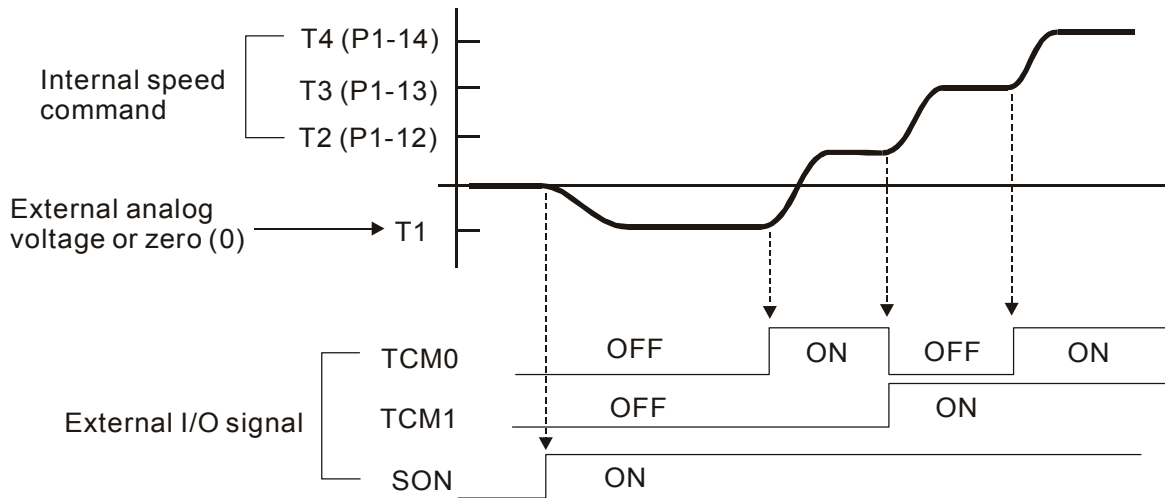 T4 (P1-14)
Internal speed
command
T3 (P1-13)
T2 (P1-12)
External analog
voltage or zero (0)
T1
TCM0
OFF
ON
OFF
ON
External I/O signal
TCM1
OFF
ON
SON
ON